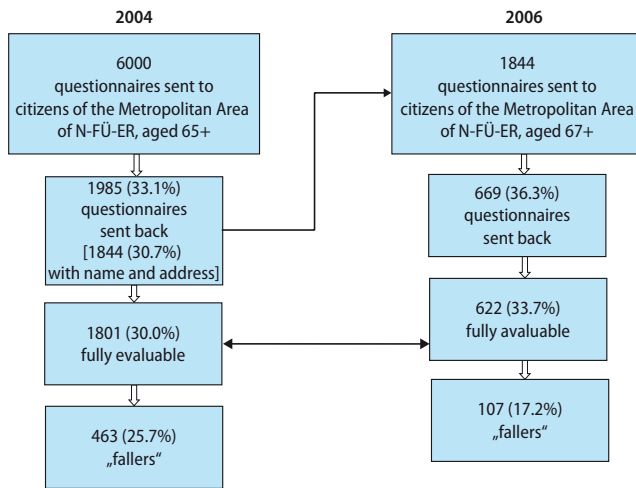 2004
6000
questionnaires sent to
citizens of the Metropolitan Area
of N-FÜ-ER, aged 65+
1985 (33.1%)
questionnaires
sent back
[1844 (30.7%)
with name and address]
1801 (30.0%)
fully evaluable
463 (25.7%)
„fallers“
2006
1844
questionnaires sent to
citizens of the Metropolitan Area
of N-FÜ-ER, aged 67+
669 (36.3%)
questionnaires
sent back
622 (33.7%)
fully avaluable
107 (17.2%)
„fallers“